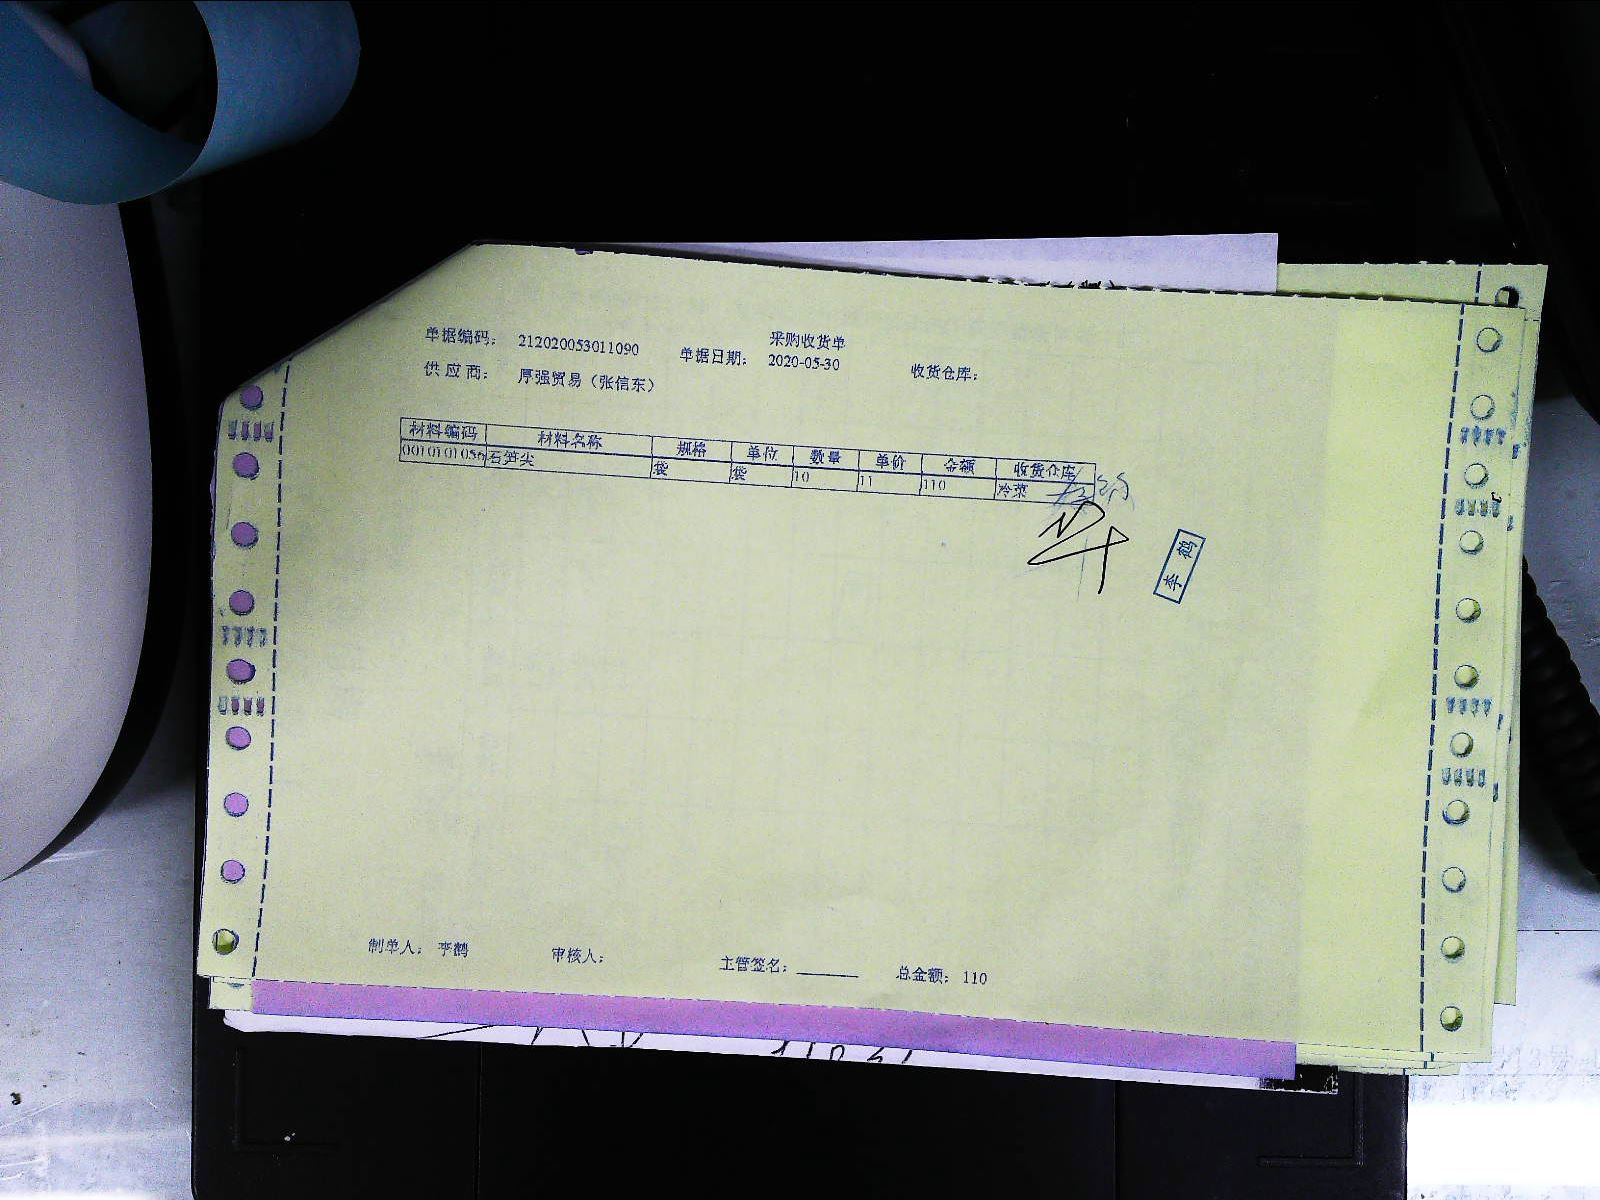 采购收货单
单据编码： 212020053011090 单据日期： 2020-05-30 收货仓库：
供 应 商： 厚强贸易（张信东）
材料编码 材料名称 规格 单位 数量 单价 金额 收货仓库
0010101056 石笋尖 袋 袋 10 11 110 冷菜
李鹤
制单人： 李鹤 审核人： 主管签名：______ 总金额： 110